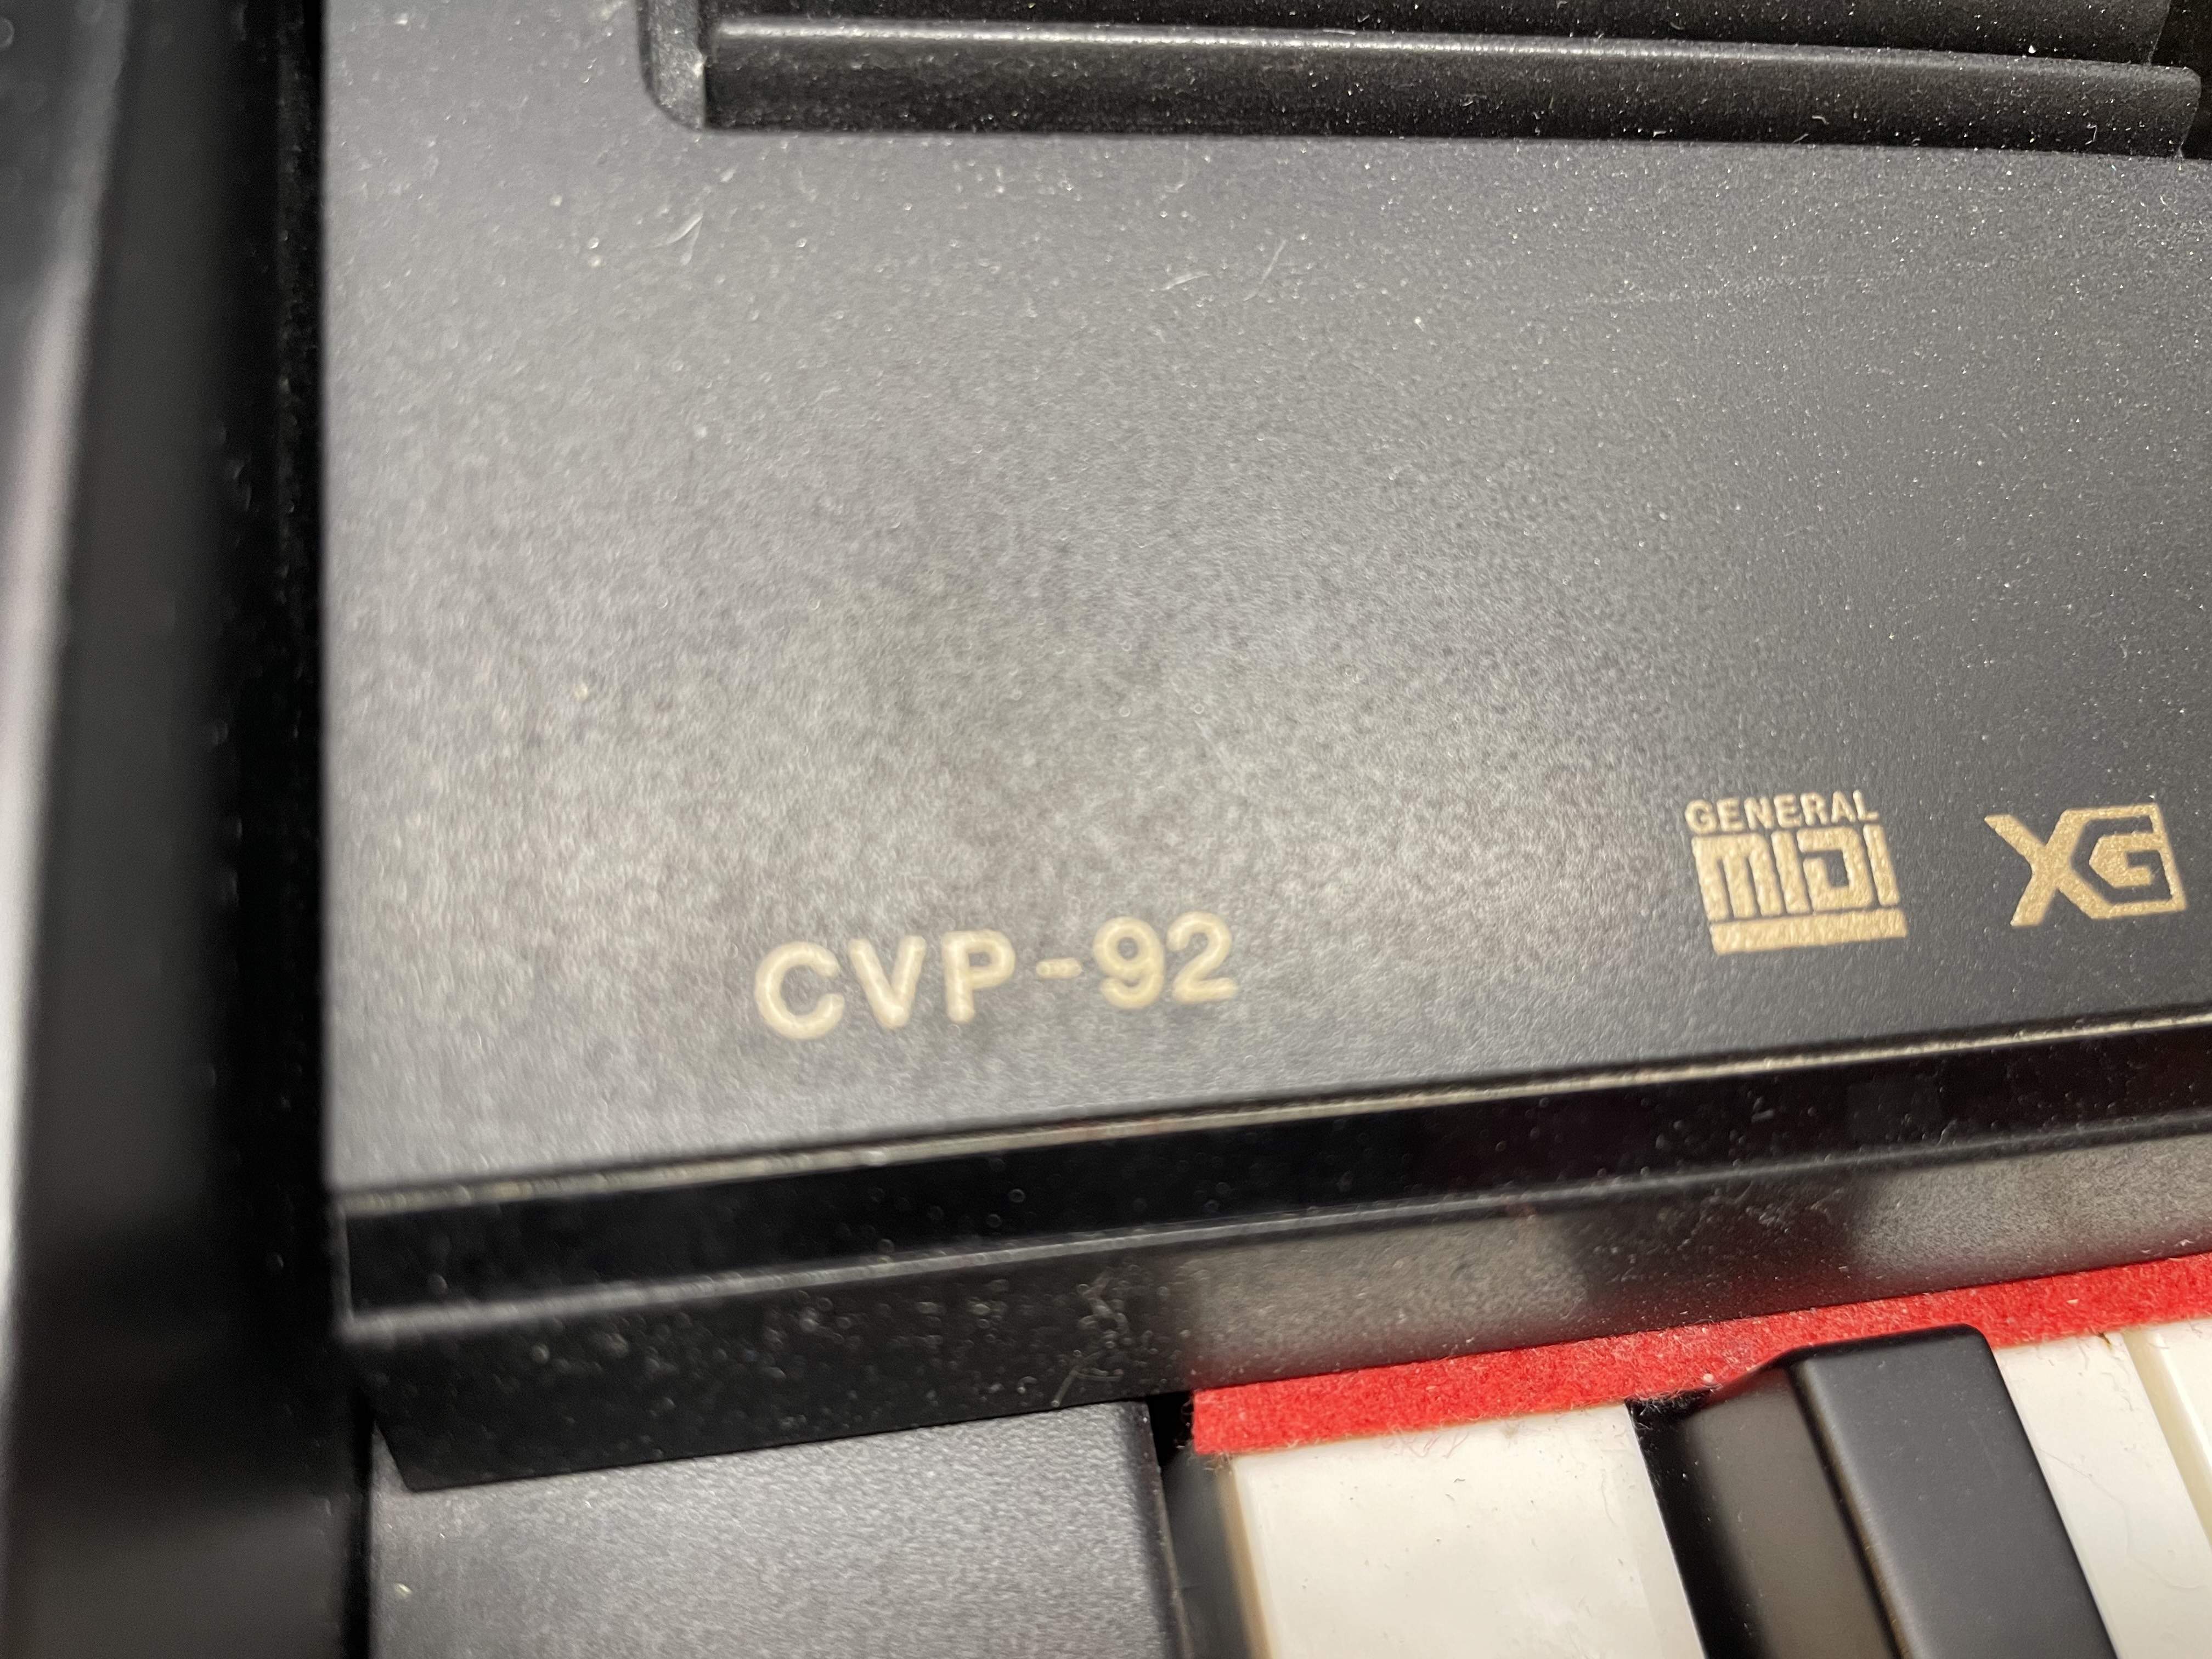 GENERAL
MIDI
XG
CVP-92